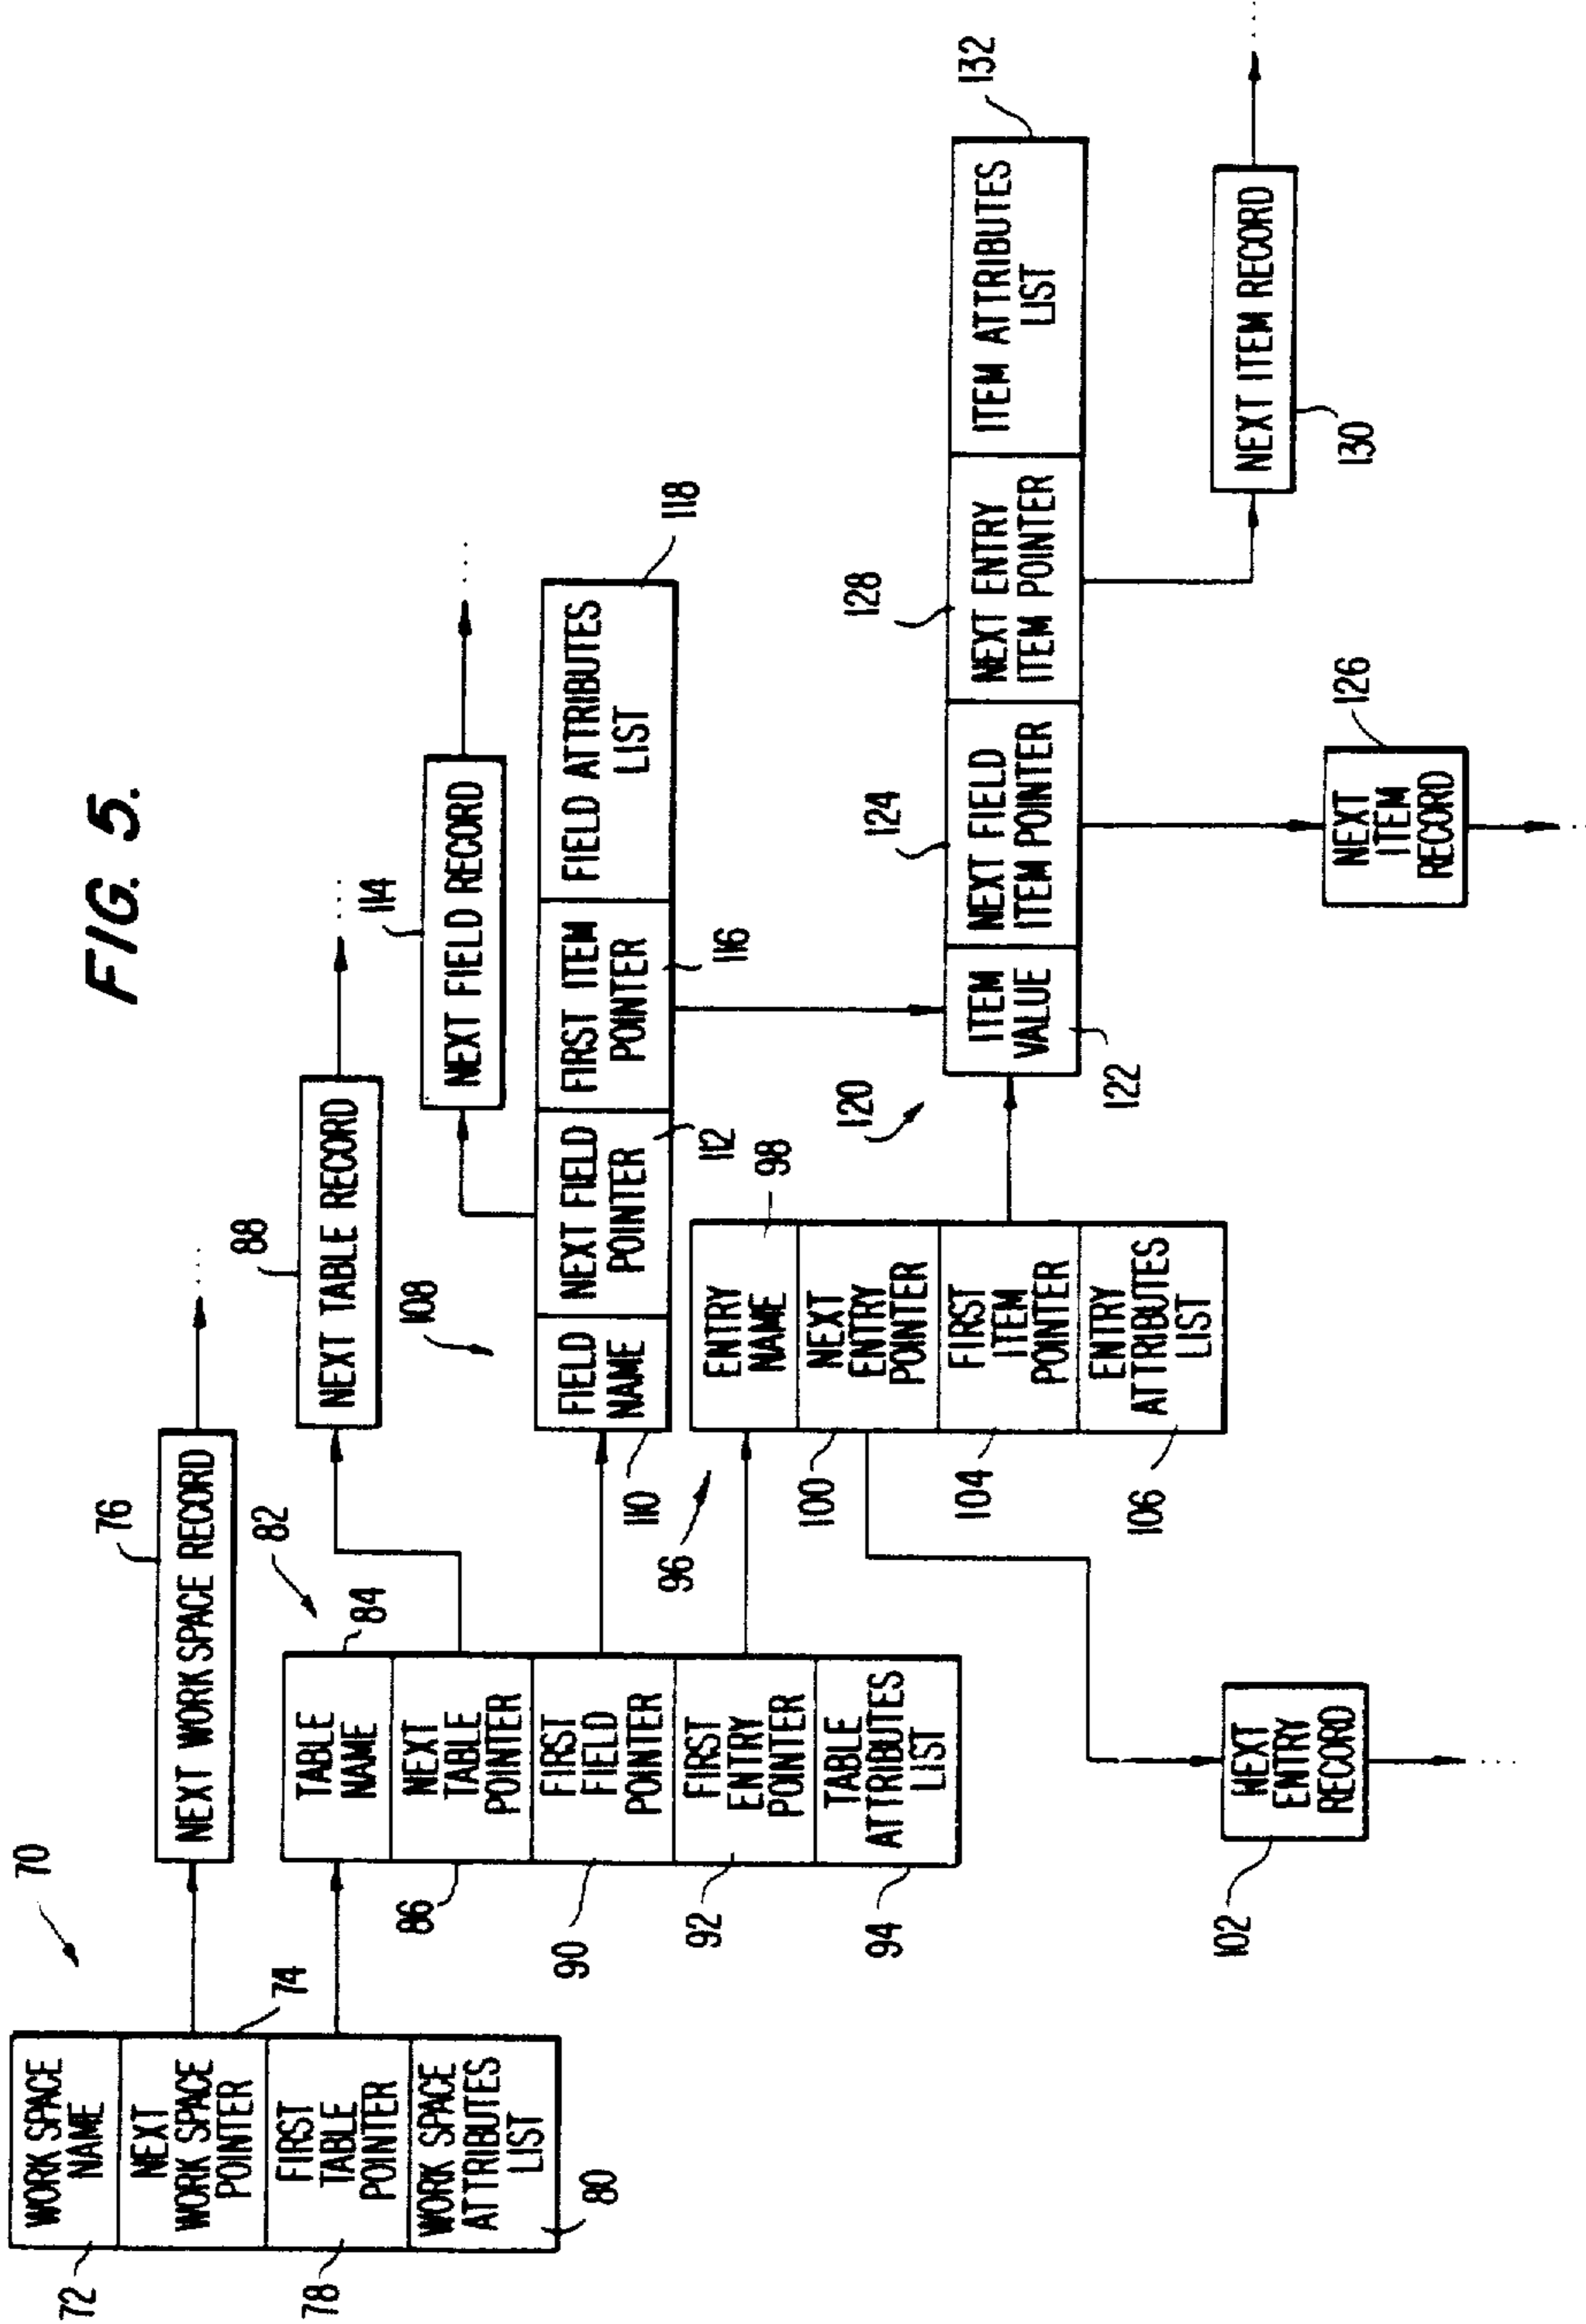 FIG. 5.
70
72
WORK SPACE
NAME
NEXT
WORK SPACE
POINTER
74
FIRST
TABLE
POINTER
78
WORK SPACE
ATTRIBUTES
LIST
80
76
NEXT WORK SPACE RECORD
...
82
TABLE
NAME
84
NEXT
TABLE
POINTER
86
FIRST
FIELD
POINTER
90
FIRST
ENTRY
POINTER
92
TABLE
ATTRIBUTES
LIST
94
88
NEXT TABLE RECORD
...
108
FIELD
NAME
110
NEXT FIELD
POINTER
112
FIRST ITEM
POINTER
116
FIELD ATTRIBUTES
LIST
118
114
NEXT FIELD RECORD
...
96
ENTRY
NAME
98
NEXT
ENTRY
POINTER
100
FIRST
ITEM
POINTER
104
ENTRY
ATTRIBUTES
LIST
106
NEXT
ENTRY
RECORD
102
...
120
ITEM
VALUE
122
NEXT FIELD
ITEM POINTER
124
NEXT ENTRY
ITEM POINTER
128
ITEM ATTRIBUTES
LIST
132
NEXT
ITEM
RECORD
126
...
NEXT ITEM RECORD
130
...